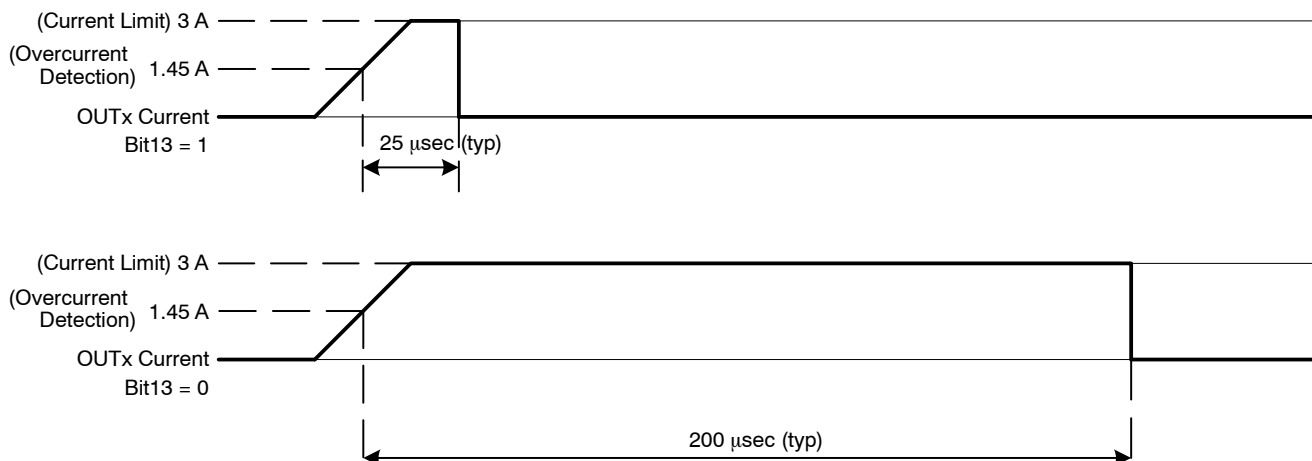 (Current Limit) 3 A
(Overcurrent
Detection) 1.45 A
OUTx Current
Bit13 = 1
25 μsec (typ)
(Current Limit) 3 A
(Overcurrent
Detection) 1.45 A
OUTx Current
Bit13 = 0
200 μsec (typ)